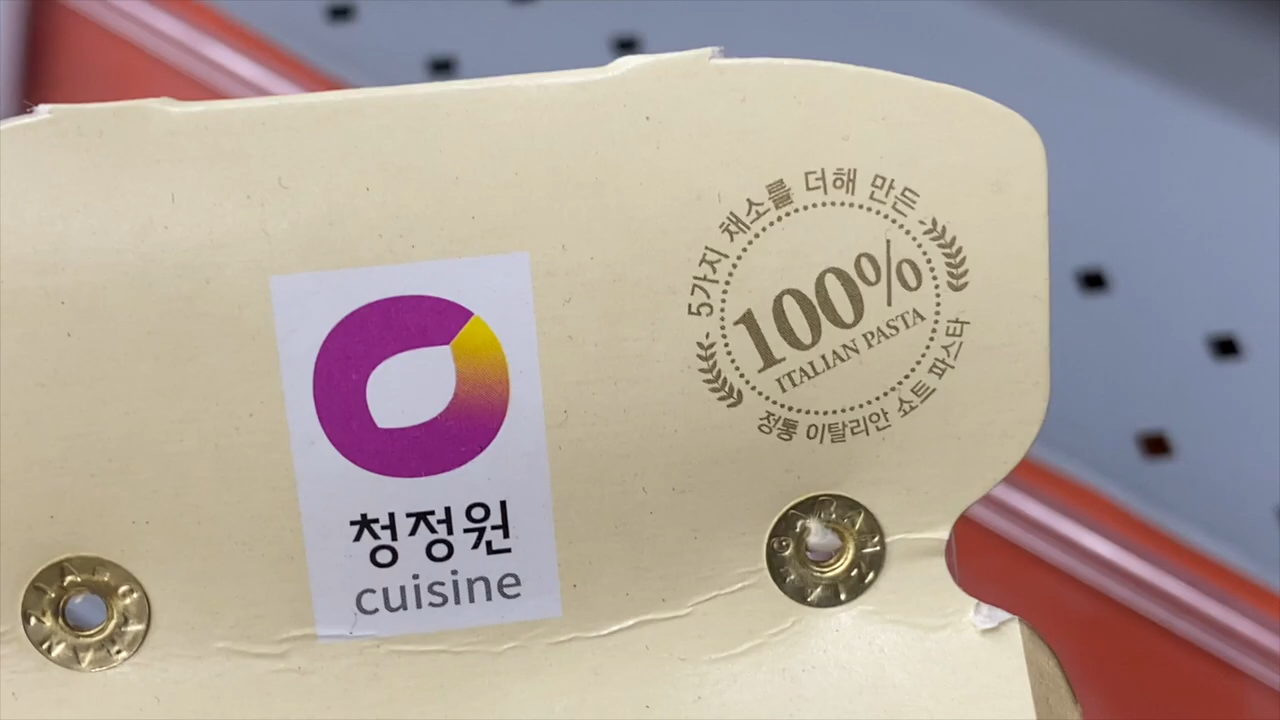 청정원
cuisine
5가지 채소를 더해 만든
100%
ITALIAN PASTA
정통 이탈리안 쇼트 파스타